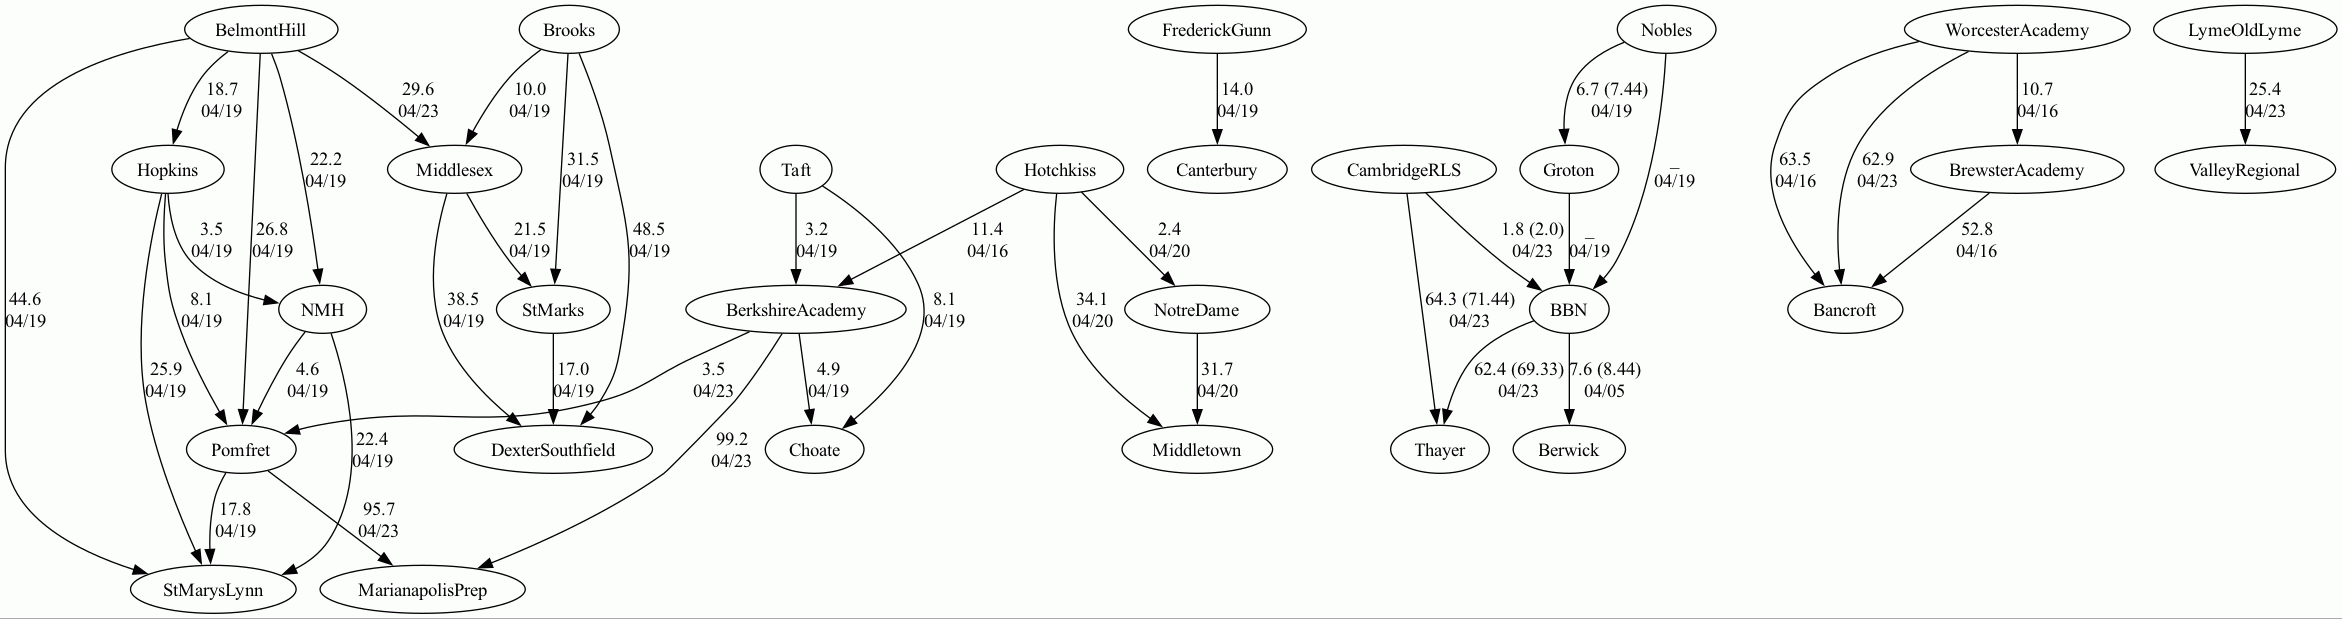 BelmontHill
Brooks
FrederickGunn
Nobles
WorcesterAcademy
LymeOldLyme
18.7
04/19
29.6
04/23
10.0
04/19
14.0
04/19
6.7 (7.44)
04/19
10.7
04/16
25.4
04/23
Hopkins
Middlesex
Taft
Hotchkiss
Canterbury
CambridgeRLS
Groton
BrewsterAcademy
ValleyRegional
22.2
04/19
31.5
04/19
_
04/19
63.5
04/16
62.9
04/23
3.5
04/19
26.8
04/19
21.5
04/19
48.5
04/19
3.2
04/19
11.4
04/16
2.4
04/20
1.8 (2.0)
04/23
_
04/19
52.8
04/16
44.6
04/19
8.1
04/19
NMH
38.5
04/19
StMarks
BerkshireAcademy
8.1
04/19
34.1
04/20
NotreDame
64.3 (71.44)
04/23
BBN
Bancroft
25.9
04/19
4.6
04/19
17.0
04/19
3.5
04/23
4.9
04/19
31.7
04/20
62.4 (69.33)
04/23
7.6 (8.44)
04/05
Pomfret
22.4
04/19
DexterSouthfield
99.2
04/23
Choate
Middletown
Thayer
Berwick
17.8
04/19
95.7
04/23
StMarysLynn
MarianapolisPrep